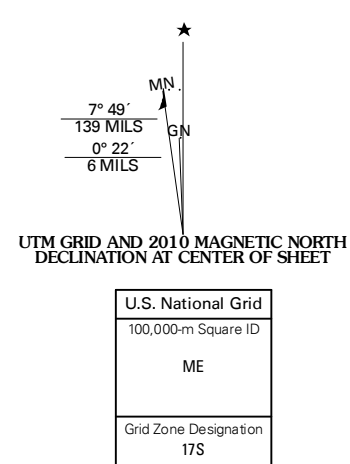 ★
MN
7° 49´
139 MILS
GN
0° 22´
6 MILS
UTM GRID AND 2010 MAGNETIC NORTH
DECLINATION AT CENTER OF SHEET
U.S. National Grid
100,000-m Square ID
ME
Grid Zone Designation
17S